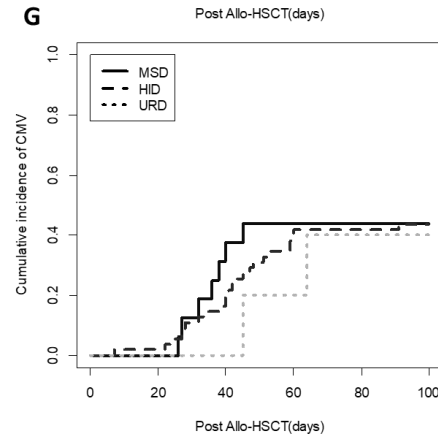 Post Allo-HSCT(days)
G
MSD
HID
URD
Cumulative incidence of CMV
1.0
0.8
0.6
0.4
0.2
0.0
0 20 40 60 80 100
Post Allo-HSCT(days)